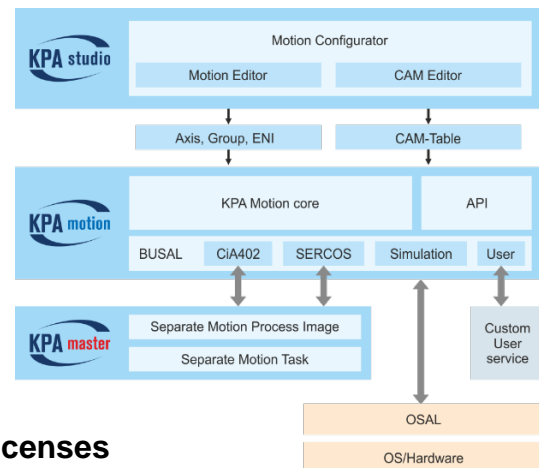 KPA studio
Motion Configurator
Motion Editor
CAM Editor
Axis, Group, ENI
CAM-Table
KPA motion
KPA Motion core
API
BUSAL
CiA402
SERCOS
Simulation
User
KPA master
Separate Motion Process Image
Separate Motion Task
Custom
User
service
OSAL
OS/Hardware
censes